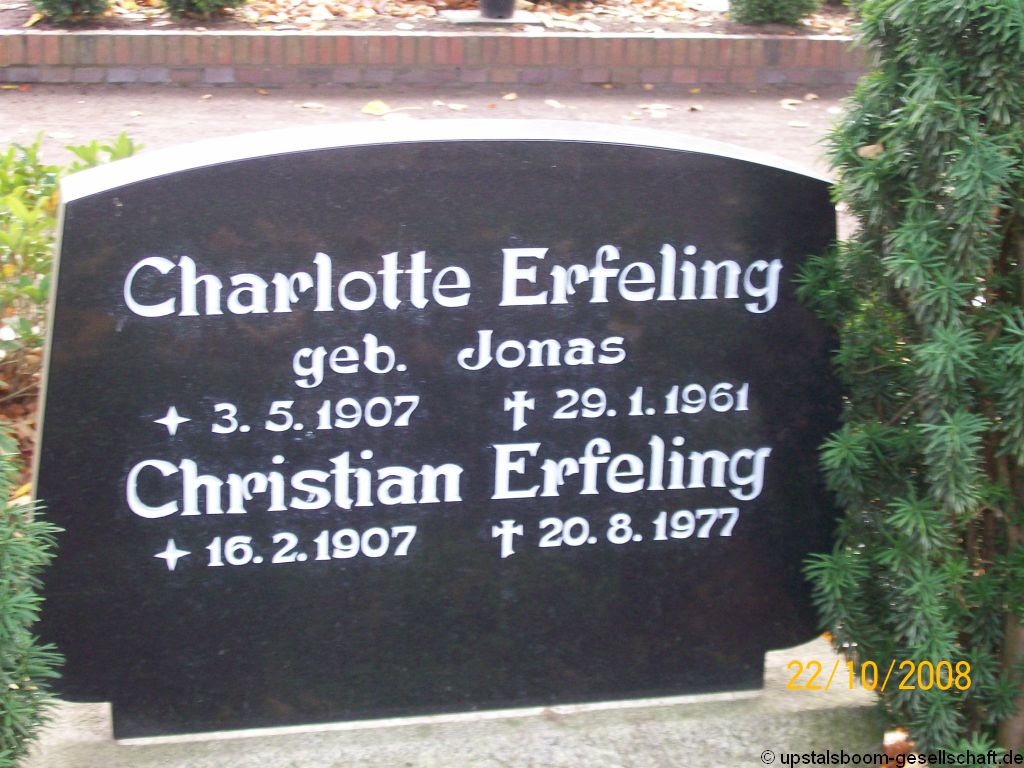 Charlotte Erfeling
geb. Jonas
3.5.1907 29.1.1961
Christian Erfeling
16.2.1907 20.8.1977
22/10/2008
© upstalsboom-gesellschaft.de